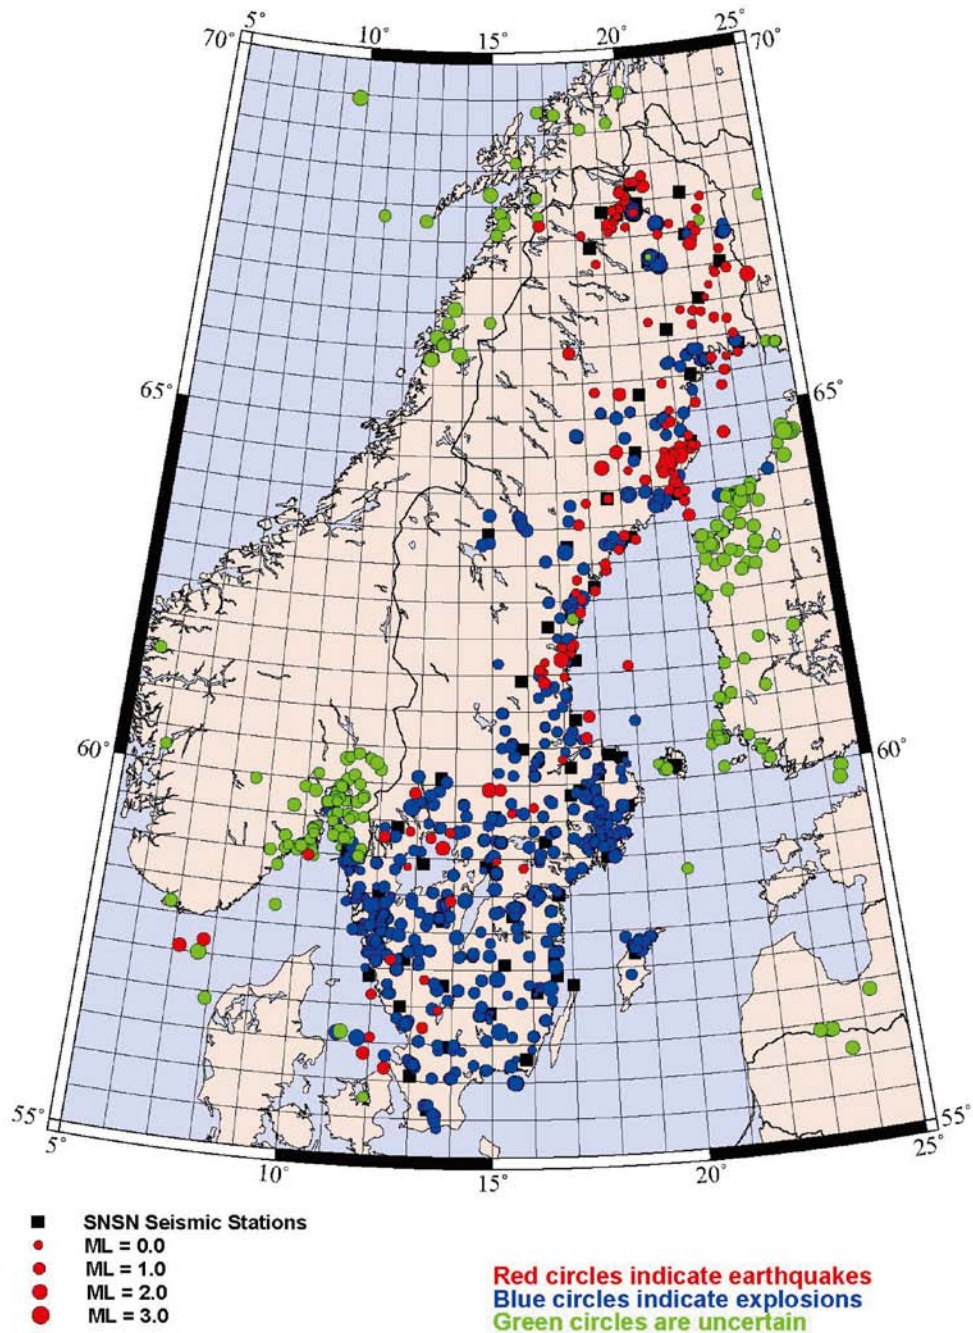 5° 10° 15° 20° 25°
70° 70°
65° 65°
60° 60°
55° 55°
5° 10° 15° 20° 25°
SNSN Seismic Stations
ML = 0.0
ML = 1.0
ML = 2.0
ML = 3.0
Red circles indicate earthquakes
Blue circles indicate explosions
Green circles are uncertain